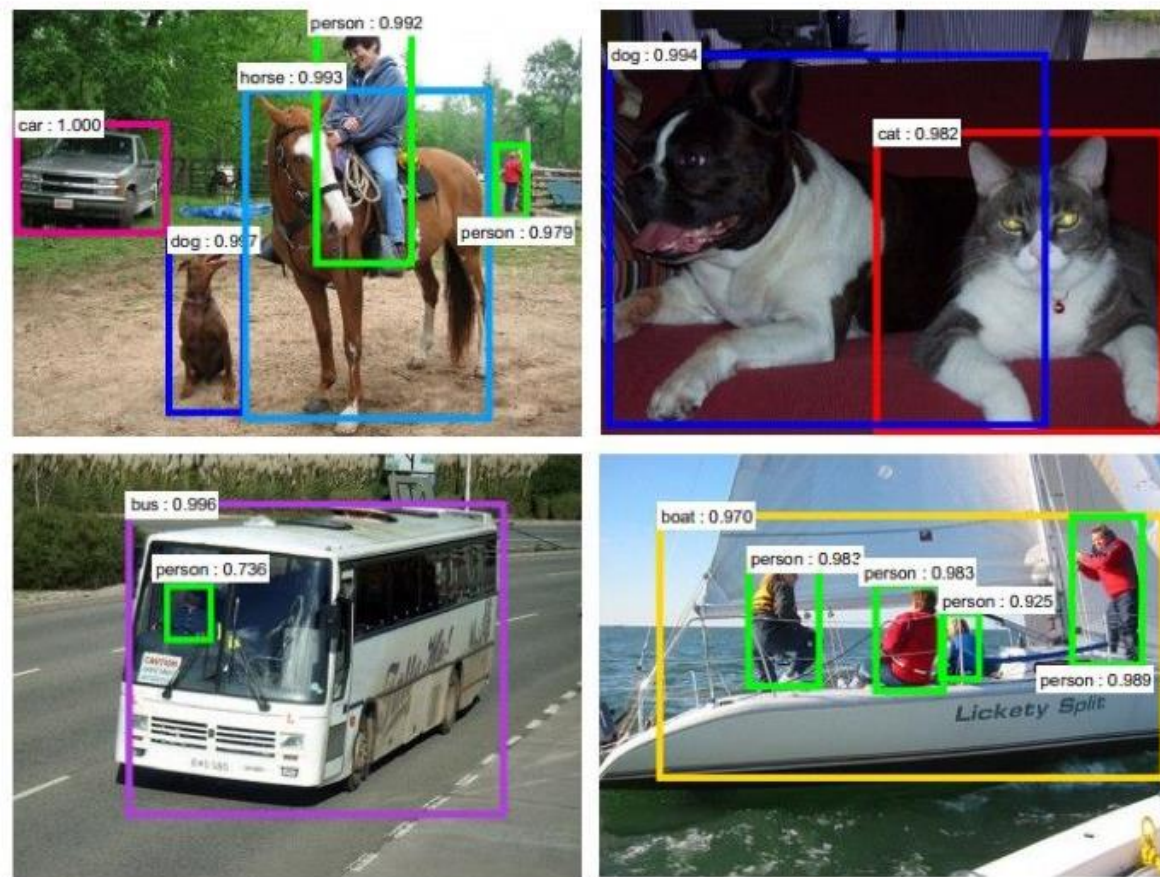 person : 0.992
horse : 0.993
car : 1.000
person : 0.979
dog : 0.997
dog : 0.994
cat : 0.982
bus : 0.996
person : 0.736
CAUTION
L
boat : 0.970
person : 0.983
person : 0.983
person : 0.925
person : 0.989
Lickety Split